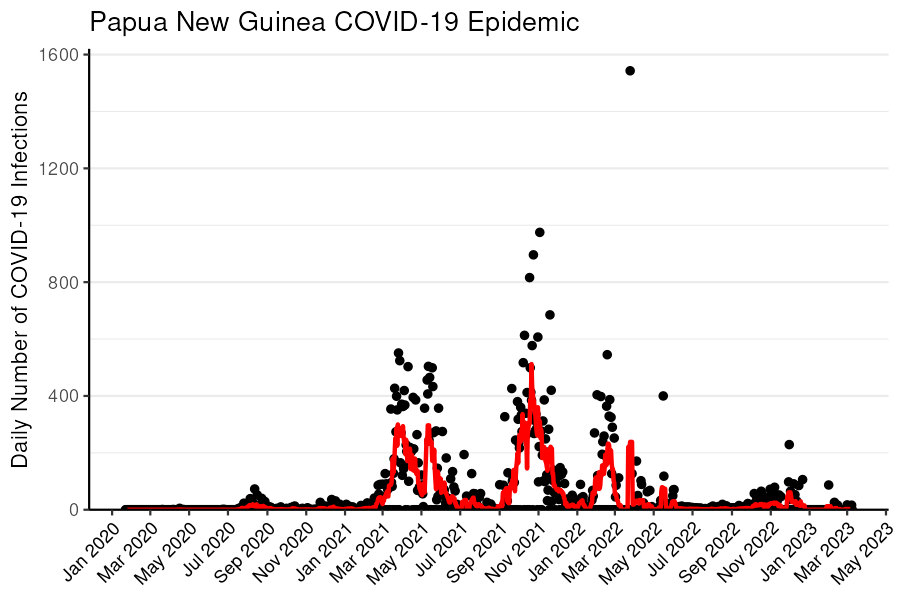 Papua New Guinea COVID-19 Epidemic
Daily Number of COVID-19 Infections
1600
1200
800
400
0
Jan 2020
Mar 2020
May 2020
Jul 2020
Sep 2020
Nov 2020
Jan 2021
Mar 2021
May 2021
Jul 2021
Sep 2021
Nov 2021
Jan 2022
Mar 2022
May 2022
Jul 2022
Sep 2022
Nov 2022
Jan 2023
Mar 2023
May 2023